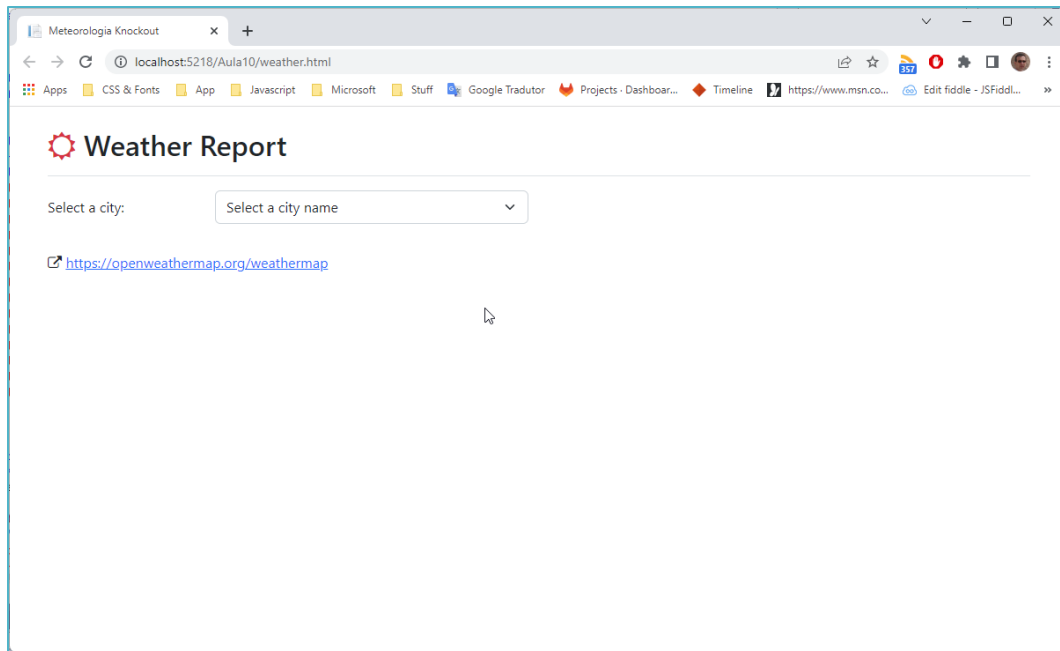 Meteorologia Knockout
localhost:5218/Aula10/weather.html
357
Apps CSS & Fonts App Javascript Microsoft Stuff Google Tradutor Projects · Dashboar... Timeline https://www.msn.co... Edit fiddle - JSFiddl... »
Weather Report
Select a city: Select a city name
https://openweathermap.org/weathermap